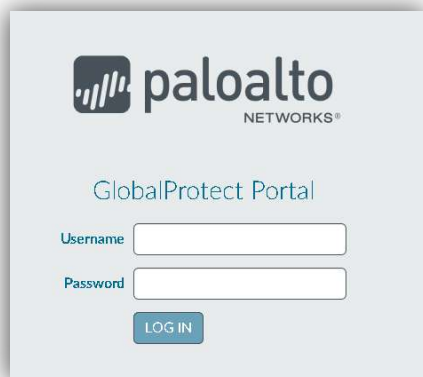 paloalto
NETWORKS®
GlobalProtect Portal
Username
Password
LOG IN